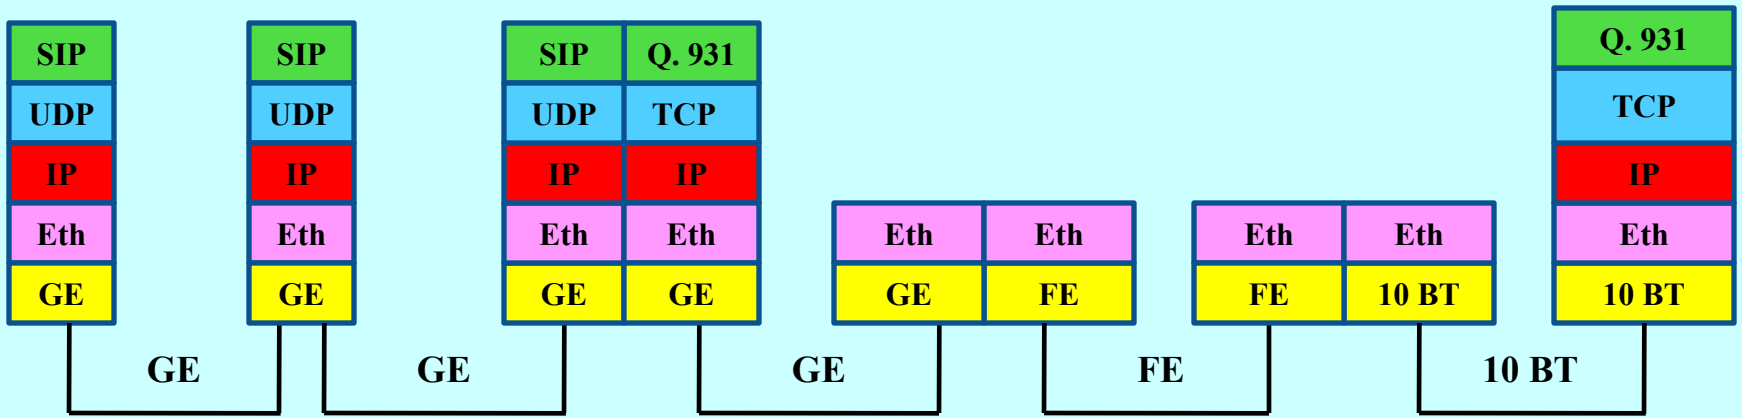 SIP
UDP
IP
Eth
GE
SIP
UDP
IP
Eth
GE
SIP Q. 931
UDP TCP
IP IP
Eth Eth
GE GE
Eth Eth
GE FE
Eth Eth
FE 10 BT
Q. 931
TCP
IP
Eth
10 BT
GE GE GE FE 10 BT